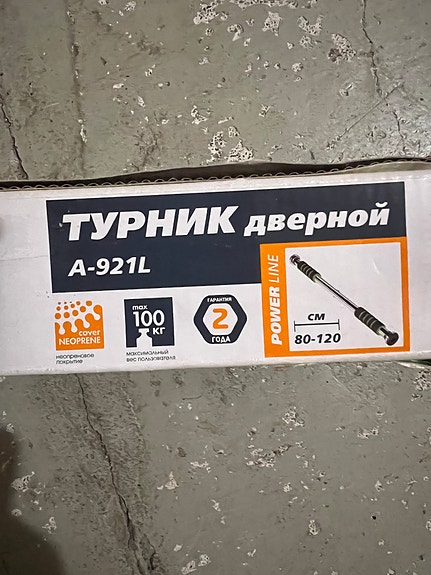 ТУРНИК дверной
A-921L
POWER LINE
см
80-120
cover
NEOPRENE
неопреновое
покрытие
max
100
КГ
максимальный
вес пользователя
ГАРАНТИЯ
2
ГОДА